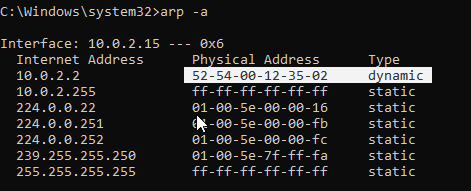 C:\Windows\system32>arp -a
Interface: 10.0.2.15 --- 0x6
Internet Address Physical Address Type
10.0.2.2 52-54-00-12-35-02 dynamic
10.0.2.255 ff-ff-ff-ff-ff-ff static
224.0.0.22 01-00-5e-00-00-16 static
224.0.0.251 01-00-5e-00-00-fb static
224.0.0.252 01-00-5e-00-00-fc static
239.255.255.250 01-00-5e-7f-ff-fa static
255.255.255.255 ff-ff-ff-ff-ff-ff static